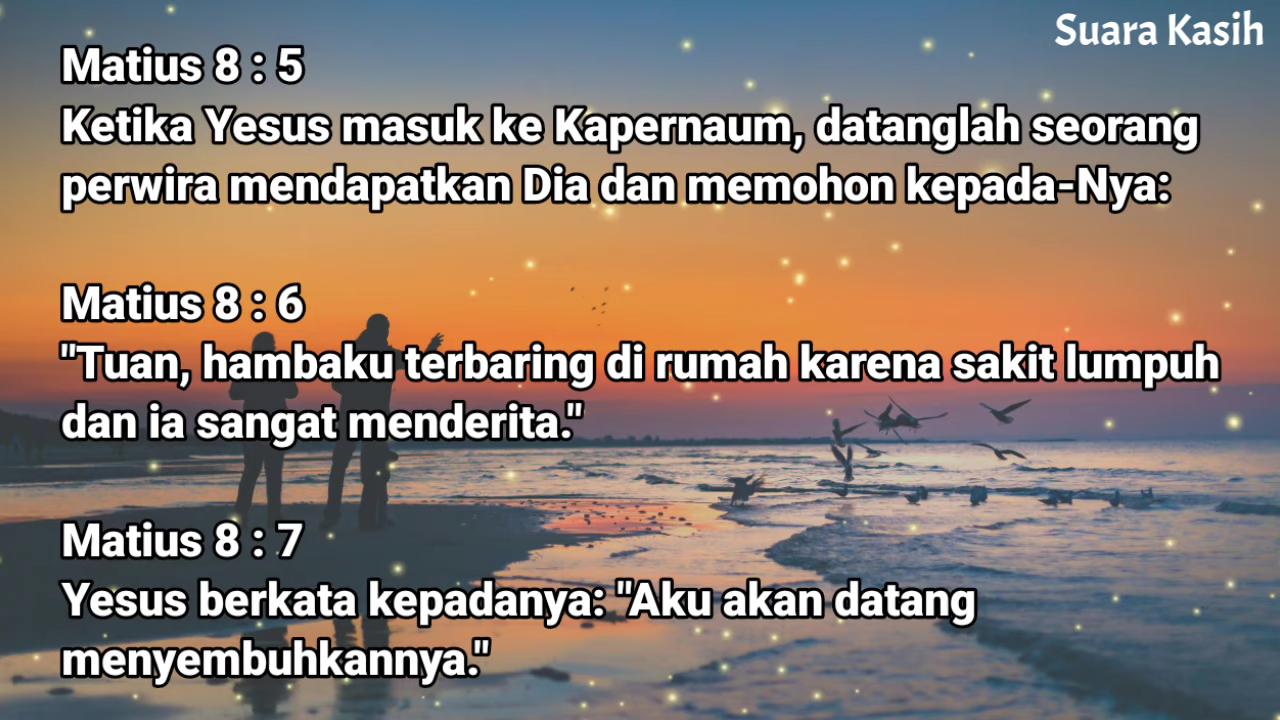 Suara Kasih
Matius 8 : 5
Ketika Yesus masuk ke Kapernaum, datanglah seorang
perwira mendapatkan Dia dan memohon kepada-Nya:
Matius 8 : 6
"Tuan, hambaku terbaring di rumah karena sakit lumpuh
dan ia sangat menderita."
Matius 8 : 7
Yesus berkata kepadanya: "Aku akan datang
menyembuhkannya."